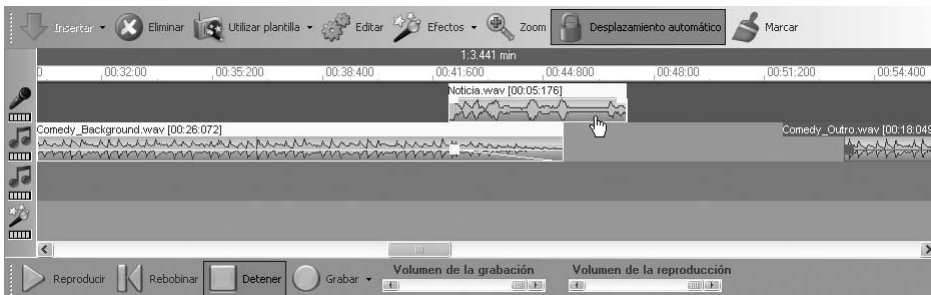 Insertar Eliminar Utilizar plantilla Editar Efectos Zoom Desplazamiento automático Marcar
1:3.441 min
0 00:32:00 00:35:200 00:38:400 00:41:600 00:44:800 00:48:00 00:51:200 00:54:400
Noticia.wav [00:05:176]
Comedy_Background.wav [00:26:072] Comedy_Outro.wav [00:18:049
Reproducir Rebobinar Detener Grabar Volumen de la grabación Volumen de la reproducción